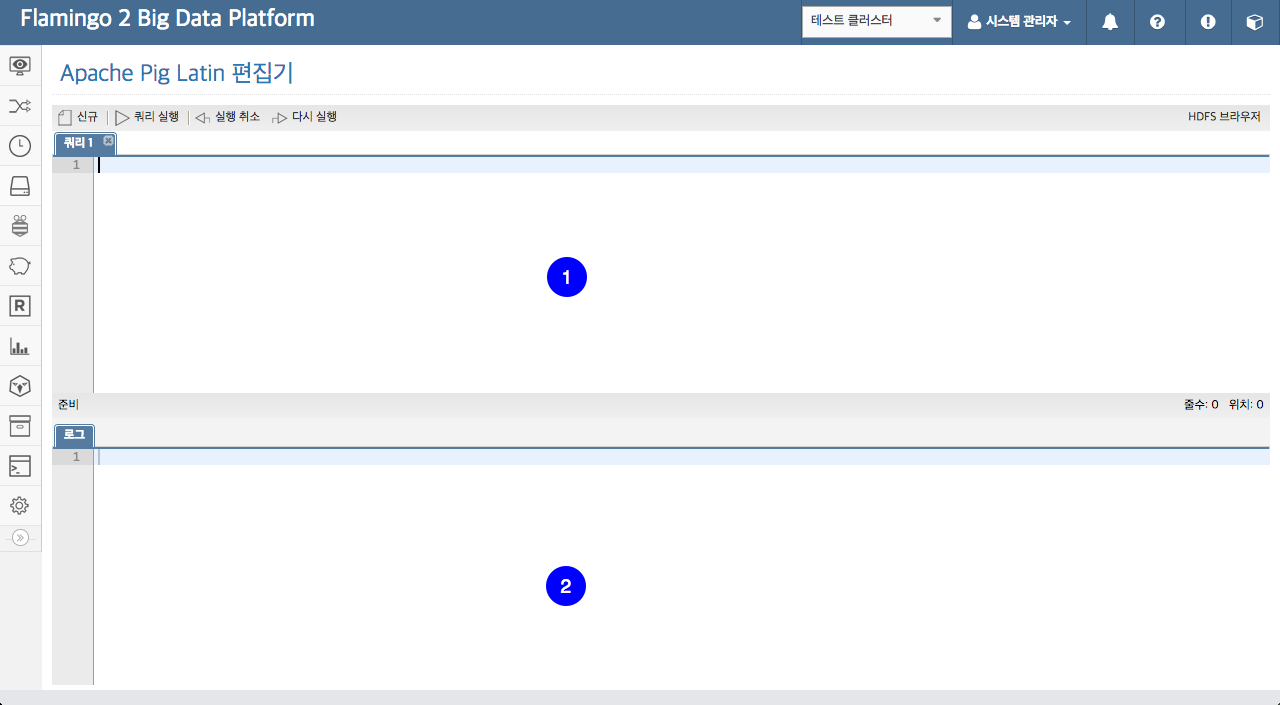 Flamingo 2 Big Data Platform
테스트 클러스터
시스템 관리자
Apache Pig Latin 편집기
신규 쿼리 실행 실행 취소 다시 실행 HDFS 브라우저
쿼리 1
1
1
준비 줄수: 0 위치: 0
로그
1
2
R